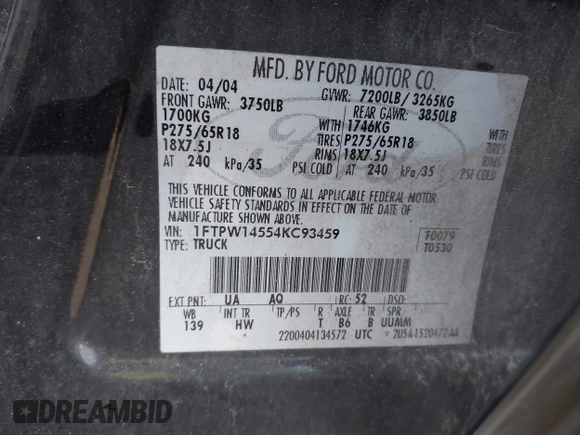 MFD. BY FORD MOTOR CO.
DATE: 04/04 GVWR: 7200LB / 3265KG
FRONT GAWR: 3750LB REAR GAWR: 3850LB
1700KG WITH 1746KG WITH
P275/65R18 TIRES P275/65R18 TIRES
18X7.5J RIMS 18X7.5J RIMS
AT 240 kPa/35 PSI COLD AT 240 kPa/35 PSI COLD
THIS VEHICLE CONFORMS TO ALL APPLICABLE FEDERAL MOTOR
VEHICLE SAFETY STANDARDS IN EFFECT ON THE DATE OF
MANUFACTURE SHOWN ABOVE.
VIN: 1FTPW14554KC93459 F0079
TYPE: TRUCK T0530
EXT PNT: UA AQ RC: 52 DSO:
WB INT TR TP/PS R AXLE TR SPR
139 HW T B6 B UUMM
2200404134572 UTC
Ford
DREAMBID